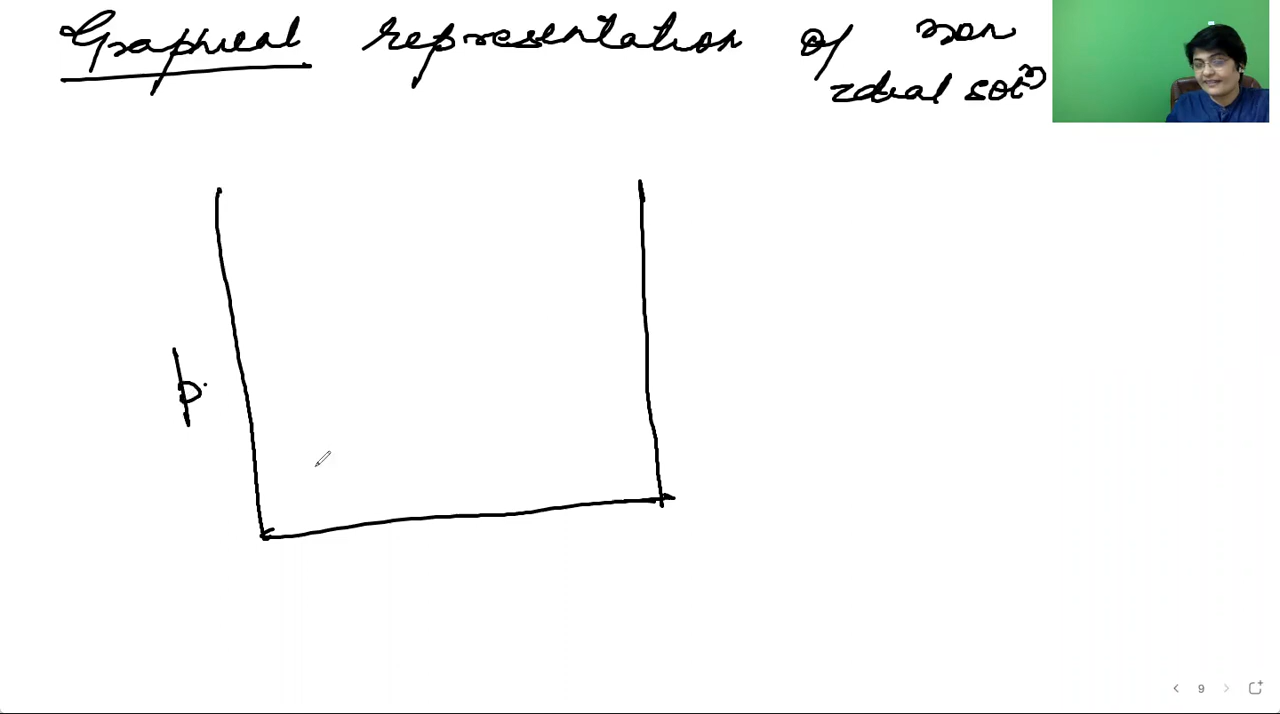 Graphical representation of non
ideal solⁿ
p
9